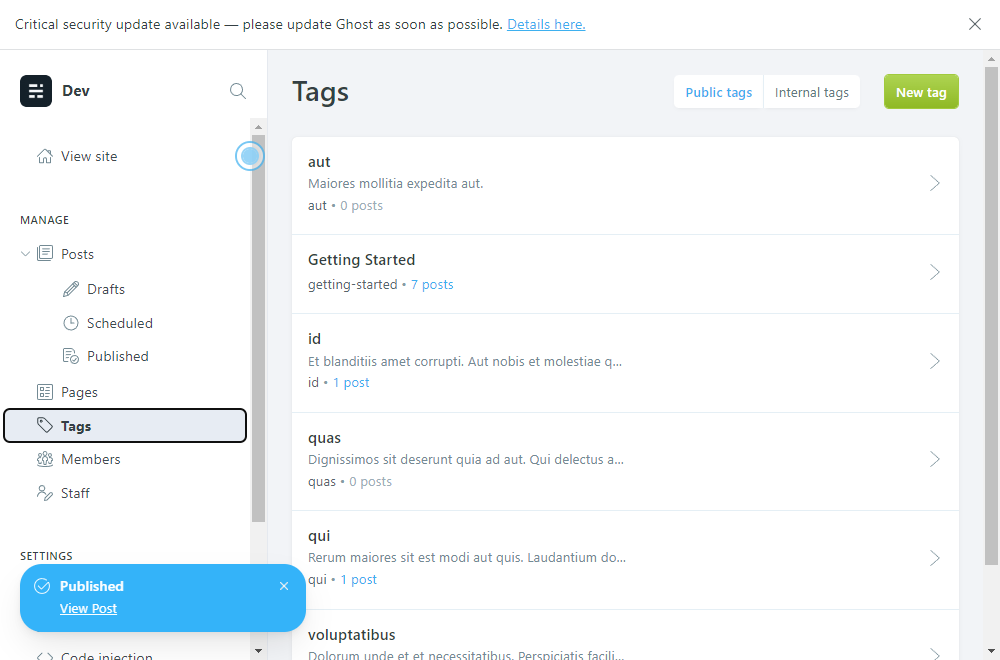 Critical security update available — please update Ghost as soon as possible. Details here.
Dev
View site
MANAGE
Posts
Drafts
Scheduled
Published
Pages
Tags
Members
Staff
SETTINGS
Published
View Post
Code injection
Tags
Public tags
Internal tags
New tag
aut
Maiores mollitia expedita aut.
aut • 0 posts
Getting Started
getting-started • 7 posts
id
Et blanditiis amet corrupti. Aut nobis et molestiae q...
id • 1 post
quas
Dignissimos sit deserunt quia ad aut. Qui delectus a...
quas • 0 posts
qui
Rerum maiores sit est modi aut quis. Laudantium do...
qui • 1 post
voluptatibus
Dolorum unde et et necessitatibus. Perspiciatis facili...